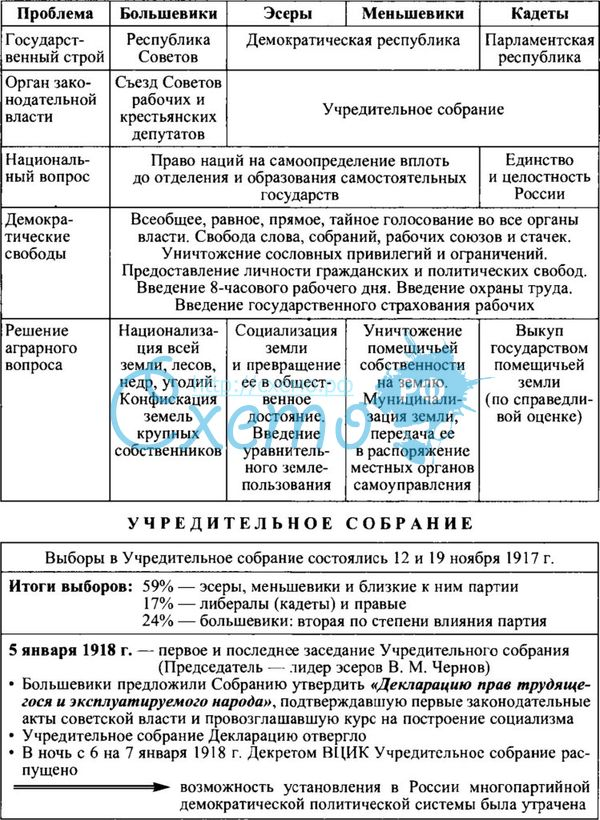 Проблема Большевики Эсеры Меньшевики Кадеты
Государст-
венный строй
Республика
Советов
Демократическая республика
Парламентская
республика
Орган зако-
нодательной
власти
Съезд Советов
рабочих и
крестьянских
депутатов
Учредительное собрание
Националь-
ный вопрос
Право наций на самоопределение вплоть
до отделения и образования самостоятельных
государств
Единство
и целостность
России
Демокра-
тические
свободы
Всеобщее, равное, прямое, тайное голосование во все органы
власти. Свобода слова, собраний, рабочих союзов и стачек.
Уничтожение сословных привилегий и ограничений.
Предоставление личности гражданских и политических свобод.
Введение 8-часового рабочего дня. Введение охраны труда.
Введение государственного страхования рабочих
Решение
аграрного
вопроса
Национализа-
ция всей
земли, лесов,
недр, угодий.
Конфискация
земель
крупных
собственников
Социализация
земли
и превращение
ее в общест-
венное
достояние.
Введение
уравнитель-
ного земле-
пользования
Уничтожение
помещичьей
собственности
на землю.
Муниципали-
зация земли,
передача ее
в распоряжение
местных органов
самоуправления
Выкуп
государством
помещичьей
земли
(по справедли-
вой оценке)
Схемо
РФ
УЧРЕДИТЕЛЬНОЕ СОБРАНИЕ
Выборы в Учредительное собрание состоялись 12 и 19 ноября 1917 г.
Итоги выборов: 59% — эсеры, меньшевики и близкие к ним партии
17% — либералы (кадеты) и правые
24% — большевики: вторая по степени влияния партия
5 января 1918 г. — первое и последнее заседание Учредительного собрания
(Председатель — лидер эсеров В. М. Чернов)
• Большевики предложили Собранию утвердить «Декларацию прав трудяще-
гося и эксплуатируемого народа», подтверждавшую первые законодательные
акты советской власти и провозглашавшую курс на построение социализма
• Учредительное собрание Декларацию отвергло
• В ночь с 6 на 7 января 1918 г. Декретом ВЦИК Учредительное собрание рас-
пущено
возможность установления в России многопартийной
демократической политической системы была утрачена